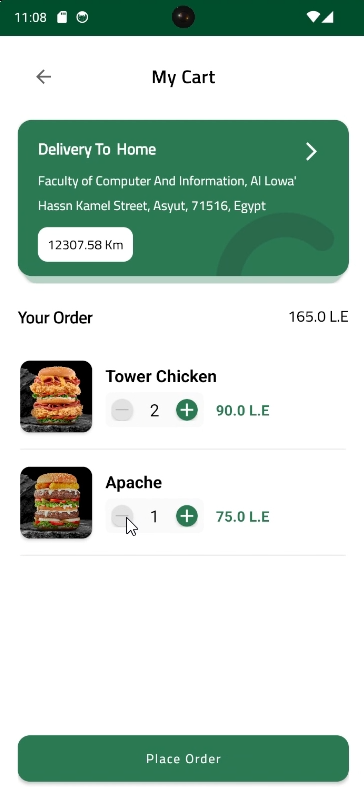 11:08
My Cart
Delivery To Home
Faculty of Computer And Information, Al Lowa'
Hassn Kamel Street, Asyut, 71516, Egypt
12307.58 Km
Your Order
165.0 L.E
Tower Chicken
2
90.0 L.E
Apache
1
75.0 L.E
Place Order